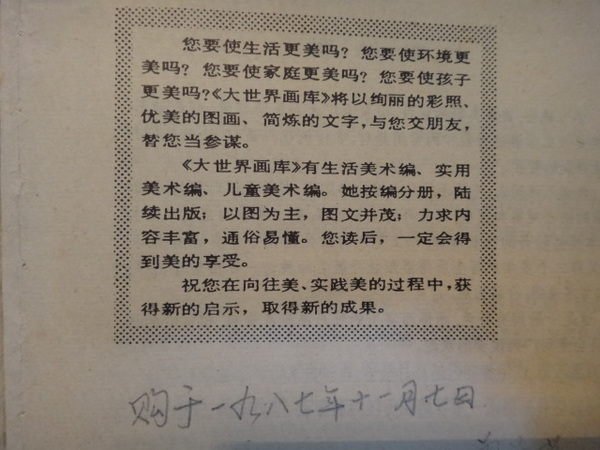 您要使生活更美吗？您要使环境更
美吗？您要使家庭更美吗？您要使孩子
更美吗？《大世界画库》将以绚丽的彩照、
优美的图画、简炼的文字，与您交朋友，
替您当参谋。
《大世界画库》有生活美术编、实用
美术编、儿童美术编。她按编分册，陆
续出版；以图为主，图文并茂；力求内
容丰富，通俗易懂。您读后，一定会得
到美的享受。
祝您在向往美、实践美的过程中，获
得新的启示，取得新的成果。
购于一九八七年十一月七日